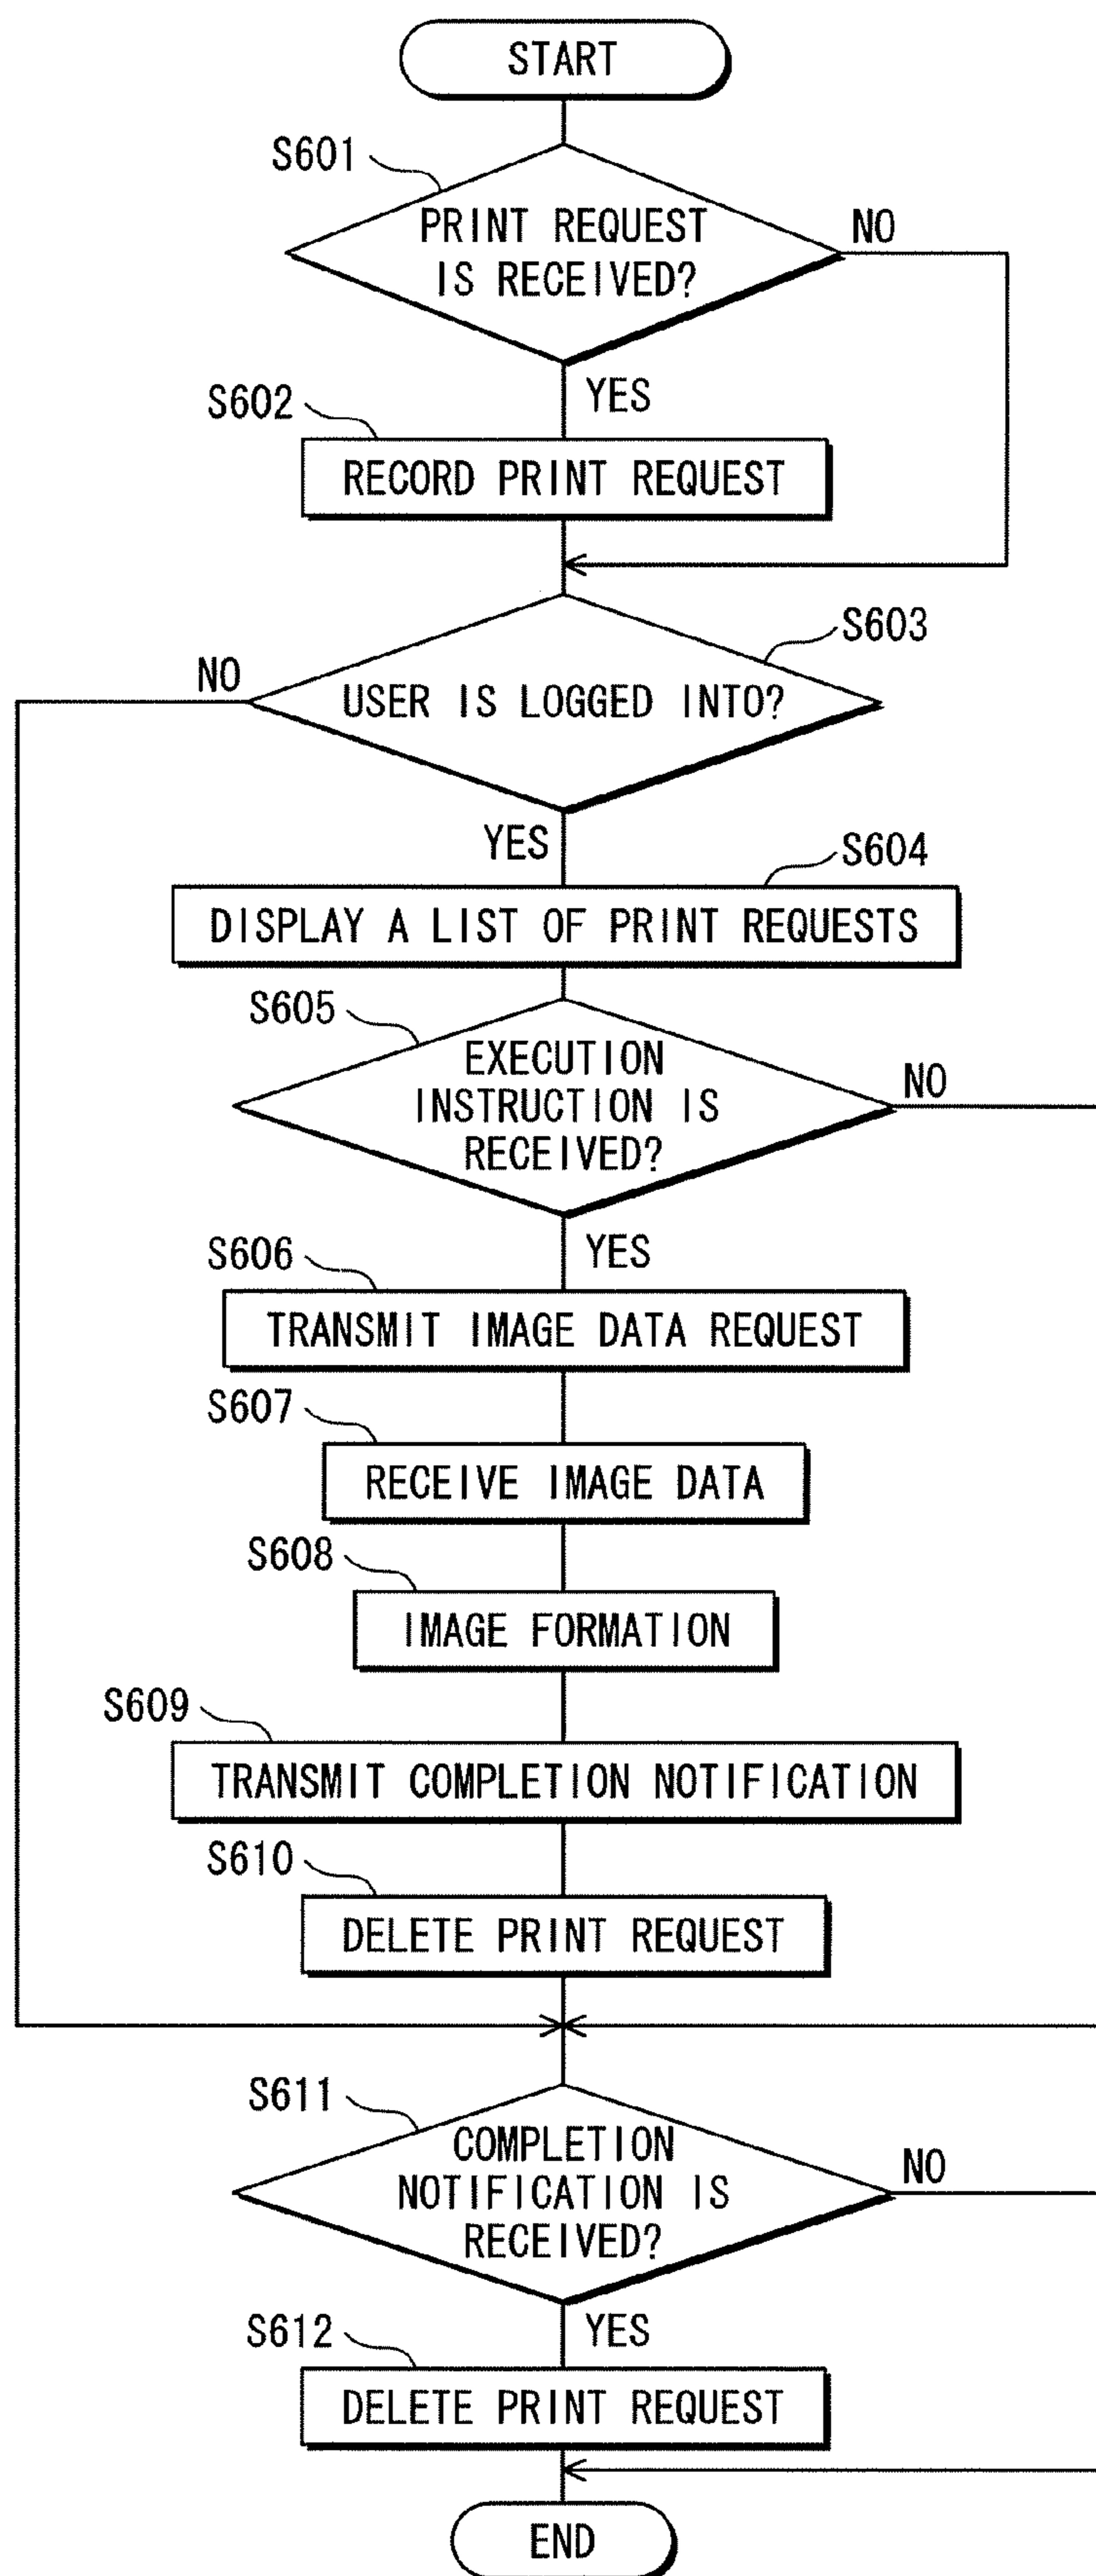 START
S601
PRINT REQUEST
IS RECEIVED?
NO
YES
S602
RECORD PRINT REQUEST
S603
NO
USER IS LOGGED INTO?
YES
S604
DISPLAY A LIST OF PRINT REQUESTS
S605
EXECUTION
INSTRUCTION IS
RECEIVED?
NO
YES
S606
TRANSMIT IMAGE DATA REQUEST
S607
RECEIVE IMAGE DATA
S608
IMAGE FORMATION
S609
TRANSMIT COMPLETION NOTIFICATION
S610
DELETE PRINT REQUEST
S611
COMPLETION
NOTIFICATION IS
RECEIVED?
NO
YES
S612
DELETE PRINT REQUEST
END